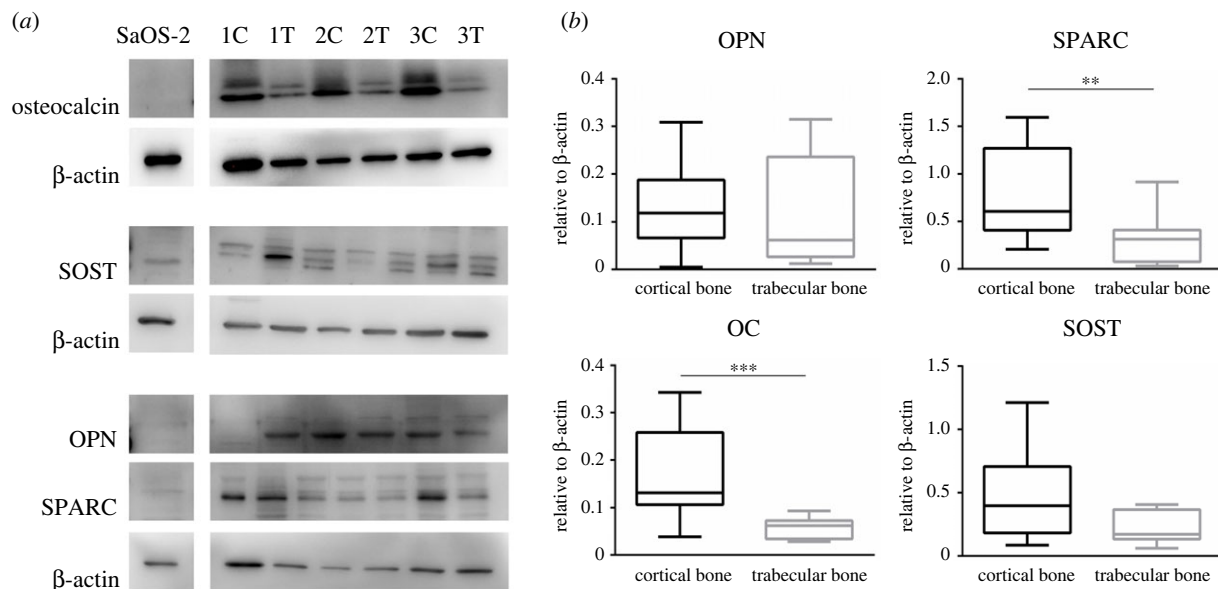 (a)
SaOS-2 1C 1T 2C 2T 3C 3T
osteocalcin
β-actin
SOST
β-actin
OPN
SPARC
β-actin
(b)
OPN
relative to β-actin
0.4
0.3
0.2
0.1
0
cortical bone trabecular bone
SPARC
relative to β-actin
2.0
1.5
1.0
0.5
0
**
cortical bone trabecular bone
OC
relative to β-actin
0.4
0.3
0.2
0.1
0
***
cortical bone trabecular bone
SOST
relative to β-actin
1.5
1.0
0.5
0
cortical bone trabecular bone